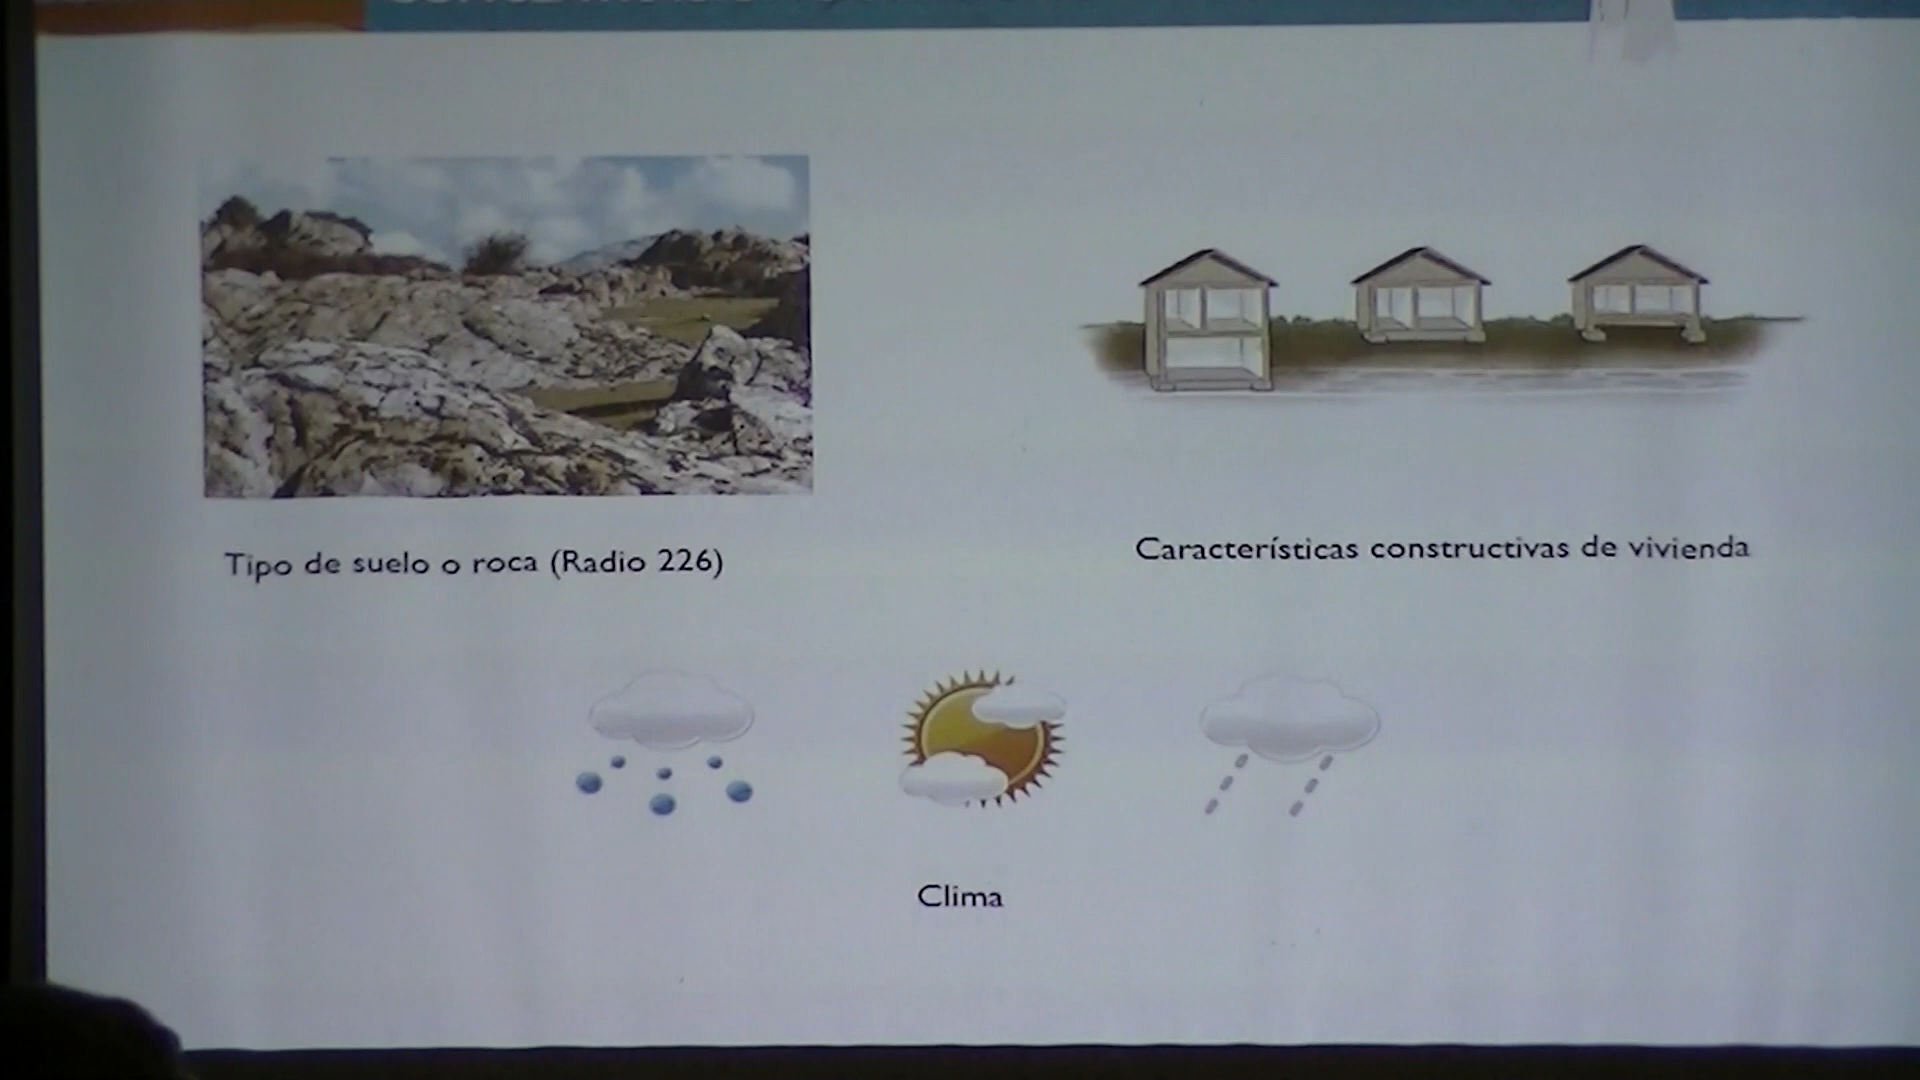 Tipo de suelo o roca (Radio 226)
Características constructivas de vivienda
Clima